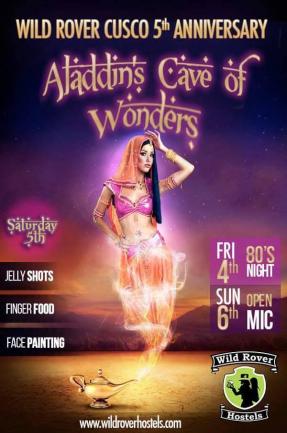 WILD ROVER CUSCO 5th ANNIVERSARY
Aladdin's Cave of
Wonders
Saturday
5th
JELLY SHOTS
FINGER FOOD
FACE PAINTING
FRI
4th
80'S
NIGHT
SUN
6th
OPEN
MIC
Wild Rover
Hostels
www.wildroverhostels.com